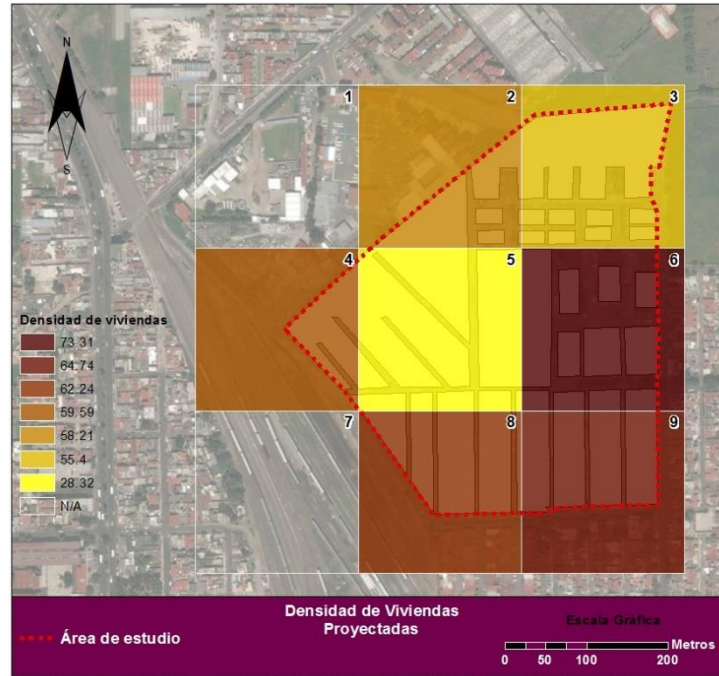 N
S
1
2
3
4
5
6
7
8
9
Densidad de viviendas
73.31
64.74
62.24
59.59
58.21
55.4
28.32
N/A
Área de estudio
Densidad de Viviendas
Proyectadas
Escala Gráfica
Metros
0 50 100 200